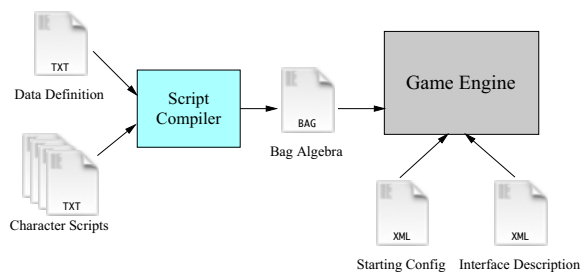 TXT
Data Definition
Script
Compiler
BAG
Bag Algebra
Game Engine
TXT
Character Scripts
XML
Starting Config
XML
Interface Description